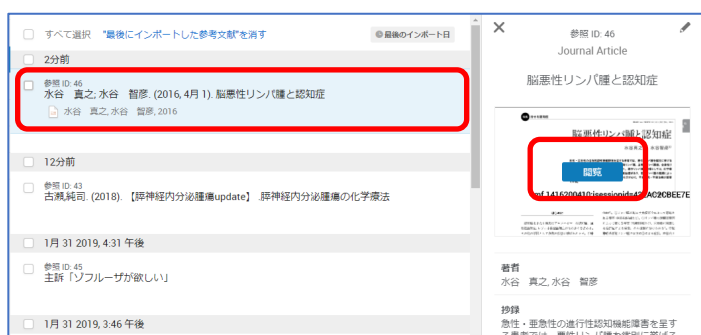 すべて選択 "最後にインポートした参考文献"を消す
最後のインポート日
2分前
参照 ID: 46
水谷 真之; 水谷 智彦. (2016, 4月 1). 脳悪性リンパ腫と認知症
水谷 真之, 水谷 智彦, 2016
12分前
参照 ID: 43
古瀬,純司. (2018). 【膵神経内分泌腫瘍update】 .膵神経内分泌腫瘍の化学療法
1月 31 2019, 4:31 午後
参照 ID: 45
主訴「ゾフルーザが欲しい」
1月 31 2019, 3:46 午後
参照 ID: 46
Journal Article
脳悪性リンパ腫と認知症
脳悪性リンパ腫と認知症
閲覧
著者
水谷 真之, 水谷 智彦
抄録
急性・亜急性の進行性認知機能障害を呈す